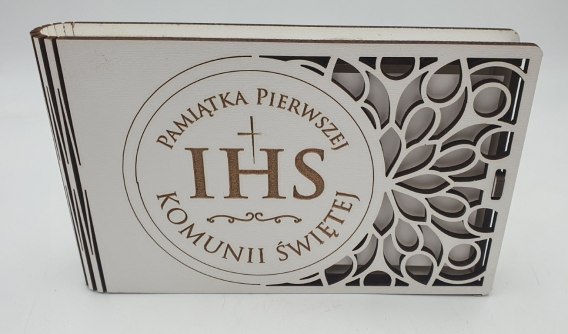 Pamiątka Pierwszej
IHS
Komunii Świętej